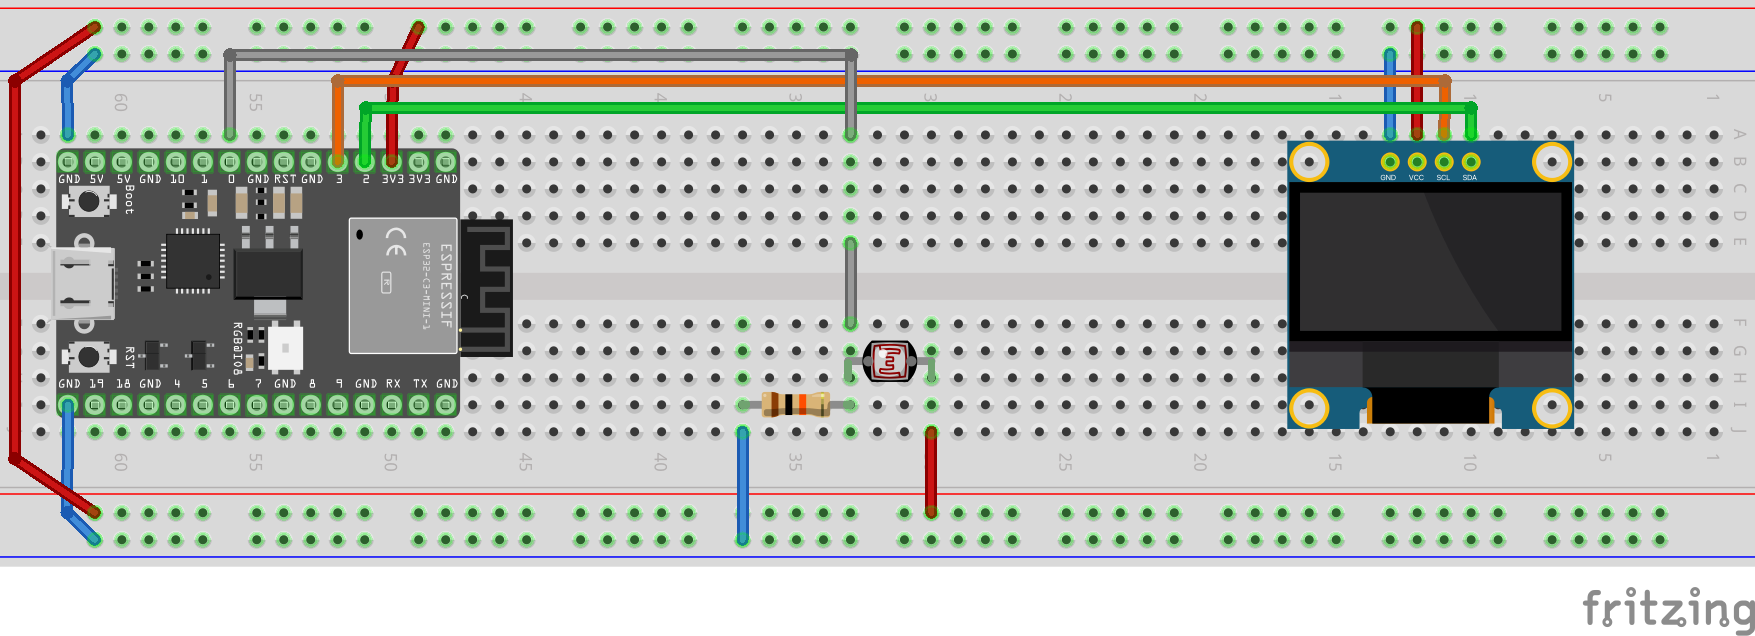 60 55 50 45 40 35 30 25 20 15 10 5 1
A
B
C
D
E
F
G
H
I
J
GND 5V 5V GND 10 1 0 GND RST GND 3 2 3V3 3V3 GND
Boot
ESPRESSIF
ESP32-C3-MINI-1
CE
R
C
RGB@IO8
RST
GND 19 18 GND 4 5 6 7 GND 8 9 GND RX TX GND
GND VCC SCL SDA
60 55 50 45 40 35 25 20 15 10 5 1
fritzing